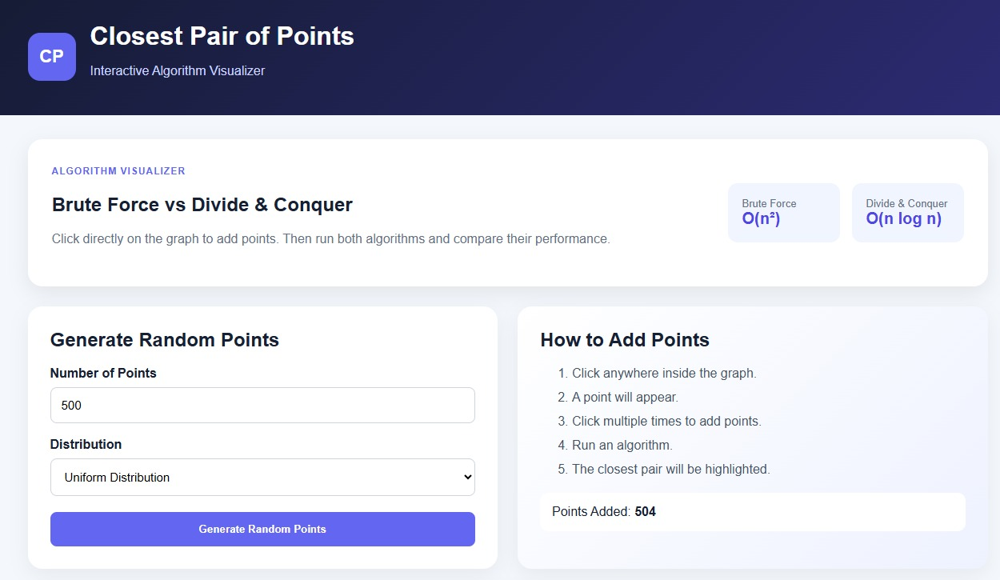 CP
Closest Pair of Points
Interactive Algorithm Visualizer
ALGORITHM VISUALIZER
Brute Force vs Divide & Conquer
Click directly on the graph to add points. Then run both algorithms and compare their performance.
Brute Force
O(n²)
Divide & Conquer
O(n log n)
Generate Random Points
Number of Points
500
Distribution
Uniform Distribution
Generate Random Points
How to Add Points
1. Click anywhere inside the graph.
2. A point will appear.
3. Click multiple times to add points.
4. Run an algorithm.
5. The closest pair will be highlighted.
Points Added: 504